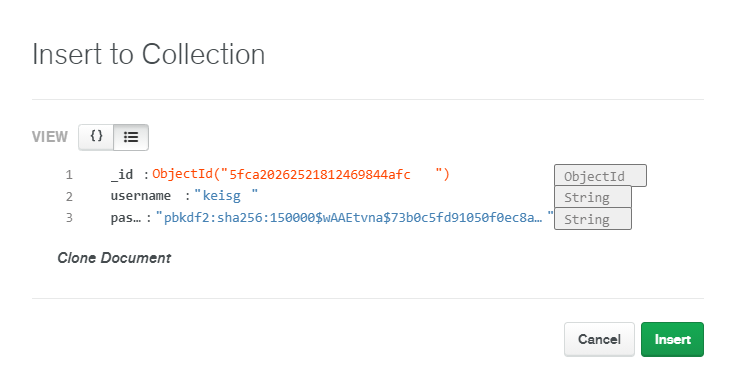 Insert to Collection
VIEW {}
1 _id : ObjectId("5fca20262521812469844afc ") ObjectId
2 username : "keisg " String
3 pas… : "pbkdf2:sha256:150000$wAAEtvna$73b0c5fd91050f0ec8a… " String
Clone Document
Cancel Insert